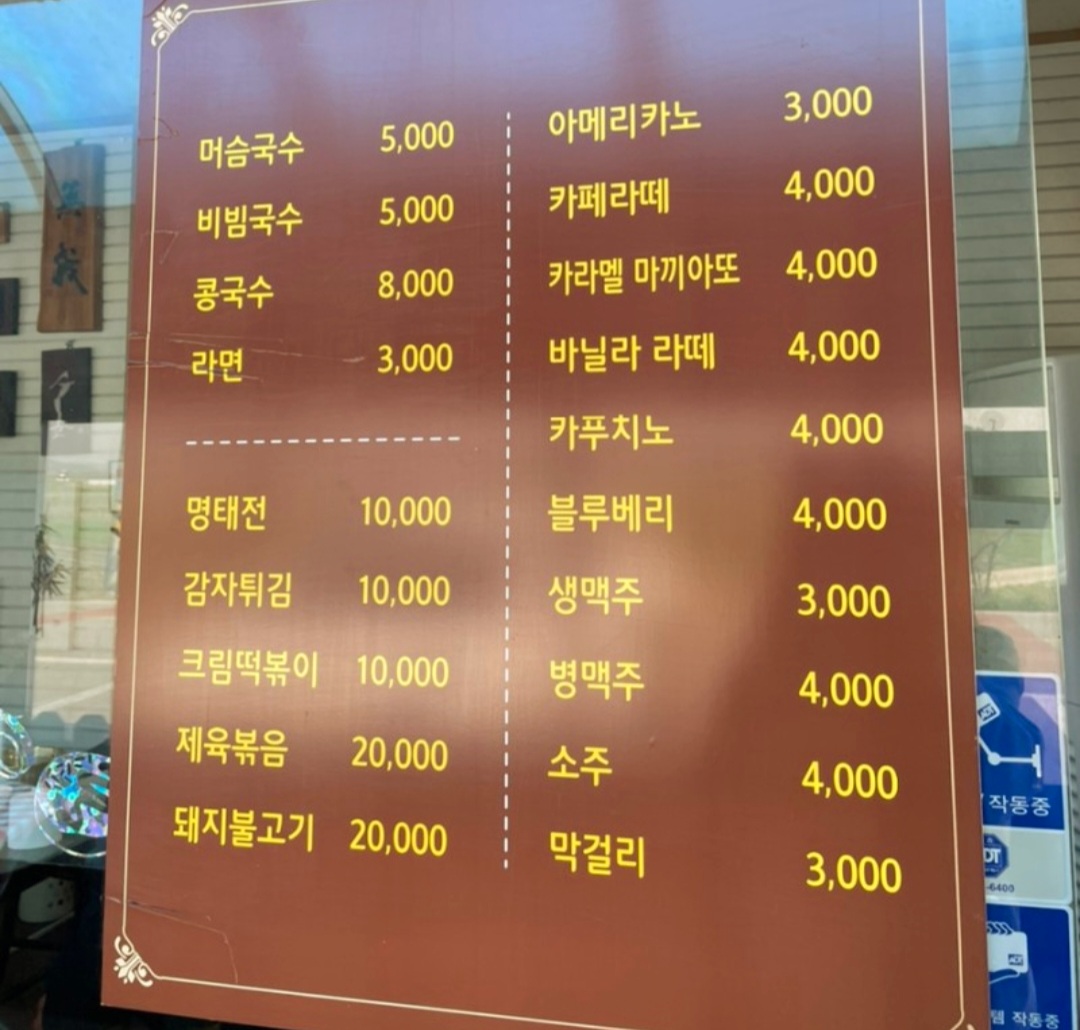 머슴국수 5,000
비빔국수 5,000
콩국수 8,000
라면 3,000
명태전 10,000
감자튀김 10,000
크림떡볶이 10,000
제육볶음 20,000
돼지불고기 20,000
아메리카노 3,000
카페라떼 4,000
카라멜 마끼아또 4,000
바닐라 라떼 4,000
카푸치노 4,000
블루베리 4,000
생맥주 3,000
병맥주 4,000
소주 4,000
막걸리 3,000
ADT
작동중
-6400
ADT
작동중